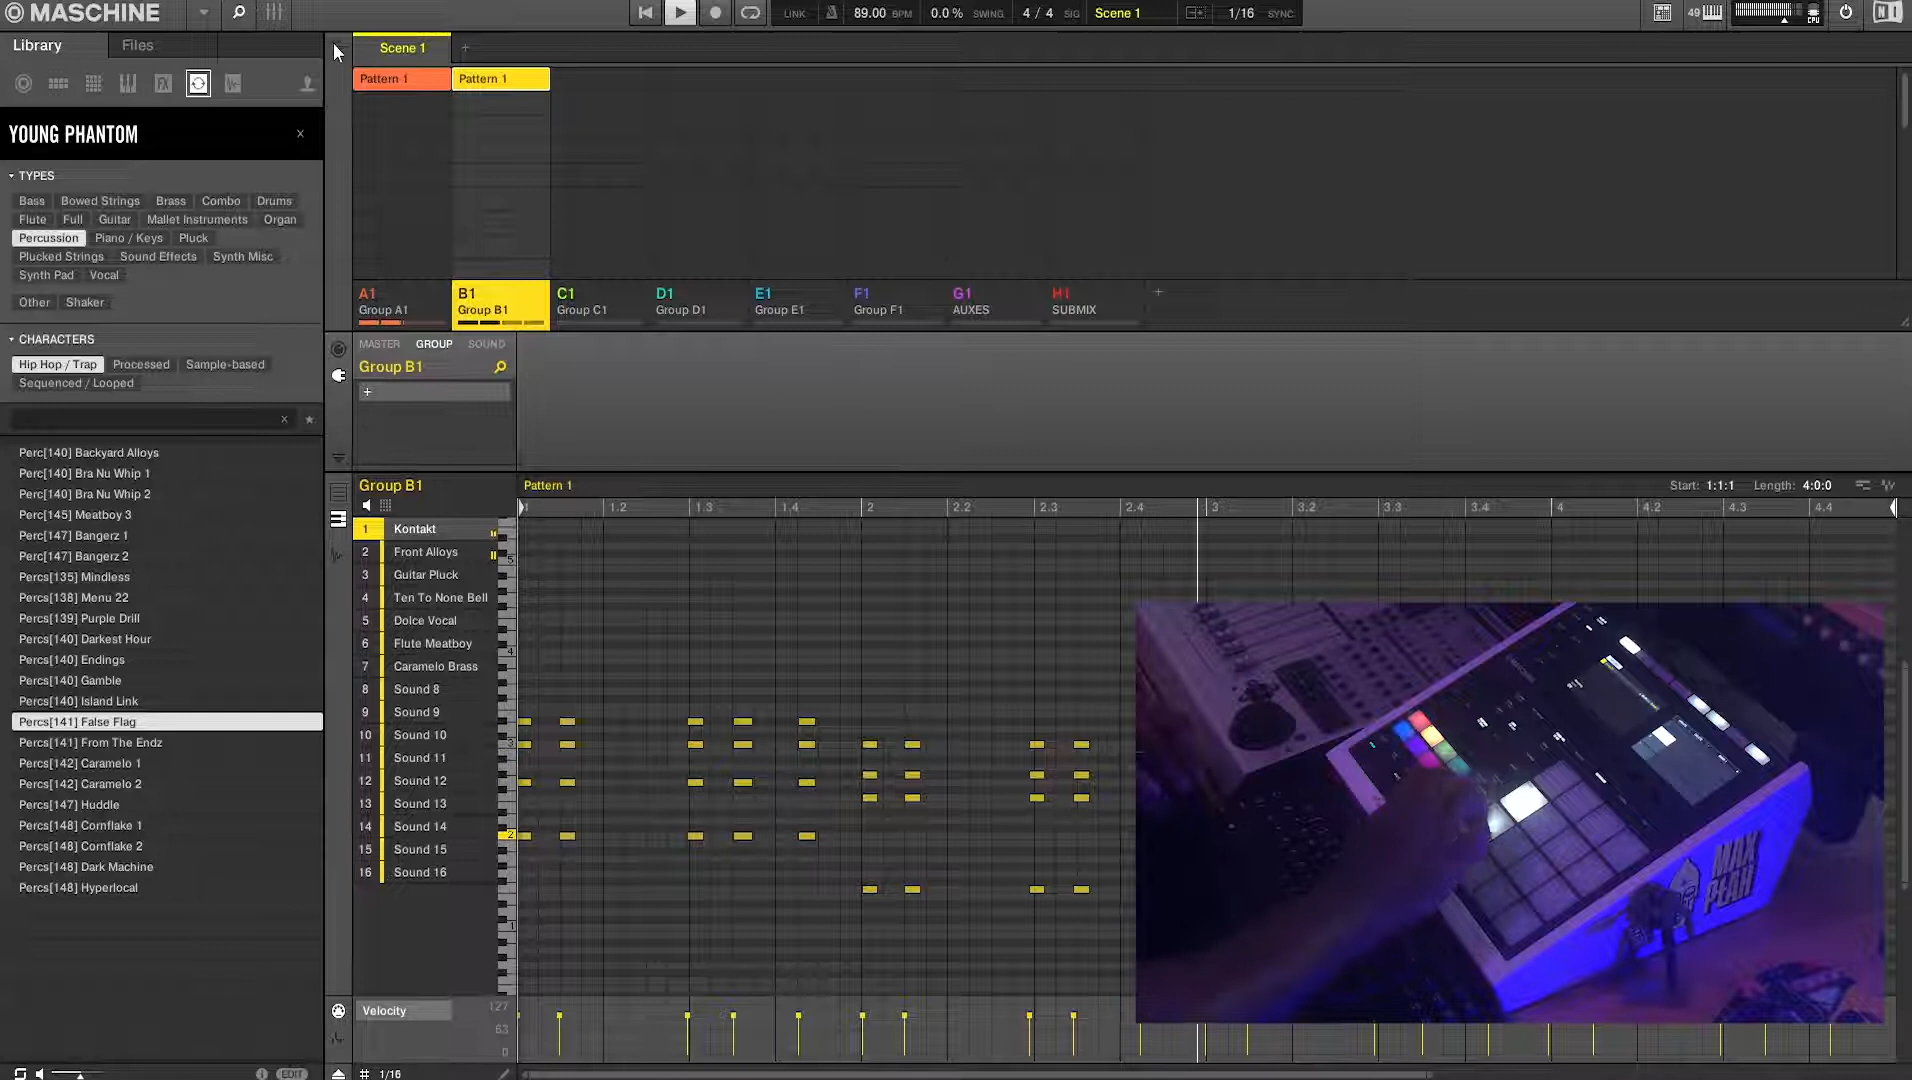 MASCHINE
LINK
89.00 BPM
0.0 % SWING
4 / 4 SIG
Scene 1
1/16 SYNC
49
CPU
Library
Files
Scene 1
+
Pattern 1
Pattern 1
YOUNG PHANTOM
×
TYPES
Bass Bowed Strings Brass Combo Drums
Flute Full Guitar Mallet Instruments Organ
Percussion Piano / Keys Pluck
Plucked Strings Sound Effects Synth Misc
Synth Pad Vocal
Other Shaker
CHARACTERS
Hip Hop / Trap Processed Sample-based
Sequenced / Looped
Perc[140] Backyard Alloys
Perc[140] Bra Nu Whip 1
Perc[140] Bra Nu Whip 2
Perc[145] Meatboy 3
Perc[147] Bangerz 1
Perc[147] Bangerz 2
Percs[135] Mindless
Percs[138] Menu 22
Percs[139] Purple Drill
Percs[140] Darkest Hour
Percs[140] Endings
Percs[140] Gamble
Percs[140] Island Link
Percs[141] False Flag
Percs[141] From The Endz
Percs[142] Caramelo 1
Percs[142] Caramelo 2
Percs[147] Huddle
Percs[148] Cornflake 1
Percs[148] Cornflake 2
Percs[148] Dark Machine
Percs[148] Hyperlocal
EDIT
A1
Group A1
B1
Group B1
C1
Group C1
D1
Group D1
E1
Group E1
F1
Group F1
G1
AUXES
H1
SUBMIX
+
MASTER GROUP SOUND
Group B1
+
Group B1
Pattern 1
Start: 1:1:1 Length: 4:0:0
1 1.2 1.3 1.4 2 2.2 2.3 2.4 3 3.2 3.3 3.4 4 4.2 4.3 4.4
1 Kontakt
2 Front Alloys
3 Guitar Pluck
4 Ten To None Bell
5 Dolce Vocal
6 Flute Meatboy
7 Caramelo Brass
8 Sound 8
9 Sound 9
10 Sound 10
11 Sound 11
12 Sound 12
13 Sound 13
14 Sound 14
15 Sound 15
16 Sound 16
5
4
3
2
1
Velocity
127
63
0
1/16
MAX
PLAH